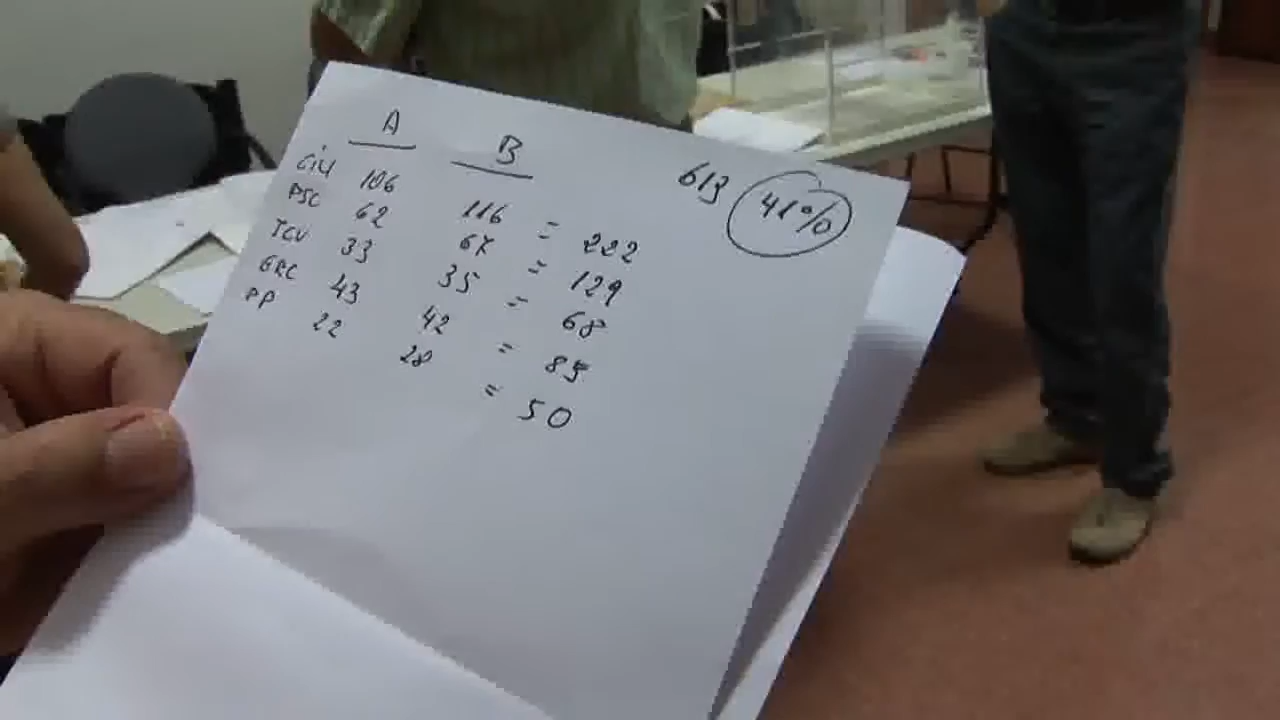 A B 613 41%
CiU 106 116 = 222
PSC 62 67 = 129
TCV 33 35 = 68
ERC 43 42 = 85
PP 22 28 = 50